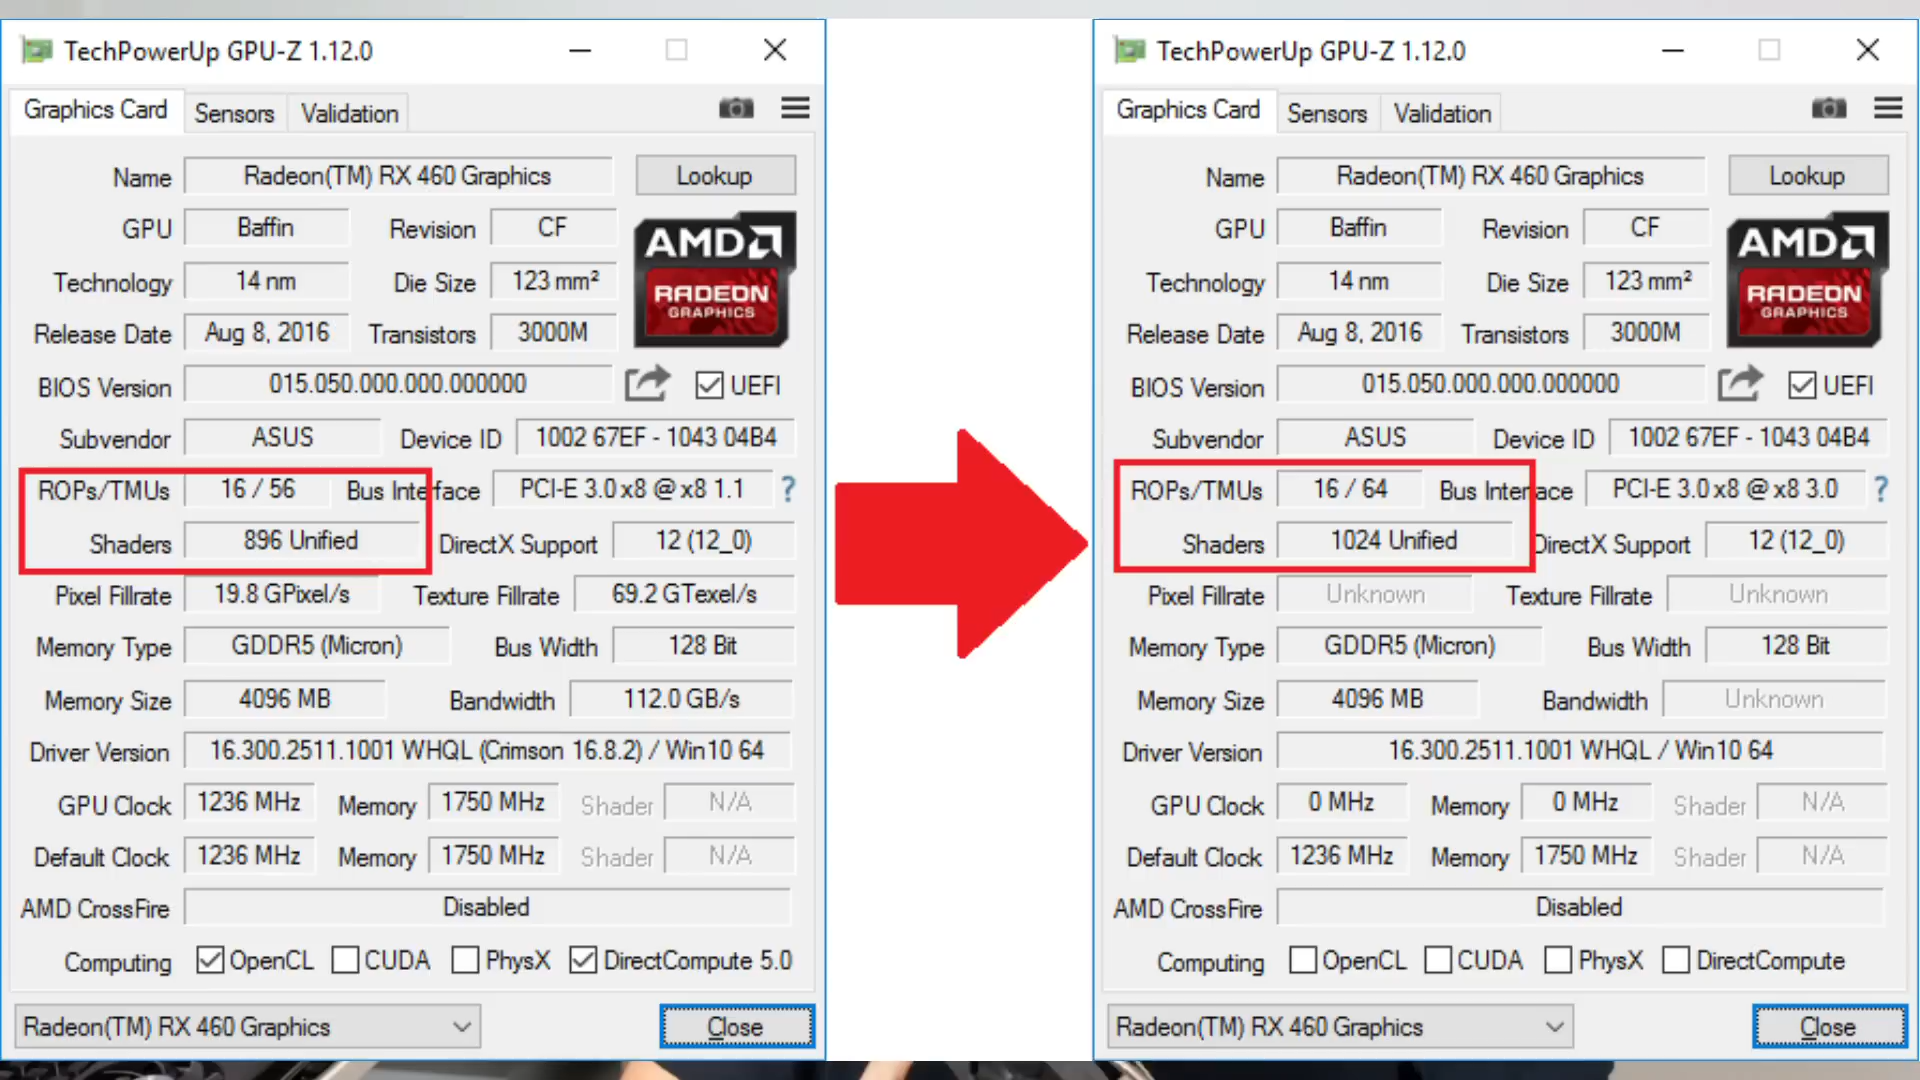 TechPowerUp GPU-Z 1.12.0
Graphics Card Sensors Validation
Name Radeon(TM) RX 460 Graphics Lookup
GPU Baffin Revision CF
AMD
Technology 14 nm Die Size 123 mm²
RADEON
GRAPHICS
Release Date Aug 8, 2016 Transistors 3000M
BIOS Version 015.050.000.000.000000 UEFI
Subvendor ASUS Device ID 1002 67EF - 1043 04B4
ROPs/TMUs 16 / 56 Bus Interface PCI-E 3.0 x8 @ x8 1.1 ?
Shaders 896 Unified DirectX Support 12 (12_0)
Pixel Fillrate 19.8 GPixel/s Texture Fillrate 69.2 GTexel/s
Memory Type GDDR5 (Micron) Bus Width 128 Bit
Memory Size 4096 MB Bandwidth 112.0 GB/s
Driver Version 16.300.2511.1001 WHQL (Crimson 16.8.2) / Win10 64
GPU Clock 1236 MHz Memory 1750 MHz Shader N/A
Default Clock 1236 MHz Memory 1750 MHz Shader N/A
AMD CrossFire Disabled
Computing OpenCL CUDA PhysX DirectCompute 5.0
Radeon(TM) RX 460 Graphics Close
TechPowerUp GPU-Z 1.12.0
Graphics Card Sensors Validation
Name Radeon(TM) RX 460 Graphics Lookup
GPU Baffin Revision CF
AMD
Technology 14 nm Die Size 123 mm²
RADEON
GRAPHICS
Release Date Aug 8, 2016 Transistors 3000M
BIOS Version 015.050.000.000.000000 UEFI
Subvendor ASUS Device ID 1002 67EF - 1043 04B4
ROPs/TMUs 16 / 64 Bus Interface PCI-E 3.0 x8 @ x8 3.0 ?
Shaders 1024 Unified DirectX Support 12 (12_0)
Pixel Fillrate Unknown Texture Fillrate Unknown
Memory Type GDDR5 (Micron) Bus Width 128 Bit
Memory Size 4096 MB Bandwidth Unknown
Driver Version 16.300.2511.1001 WHQL / Win10 64
GPU Clock 0 MHz Memory 0 MHz Shader N/A
Default Clock 1236 MHz Memory 1750 MHz Shader N/A
AMD CrossFire Disabled
Computing OpenCL CUDA PhysX DirectCompute
Radeon(TM) RX 460 Graphics Close